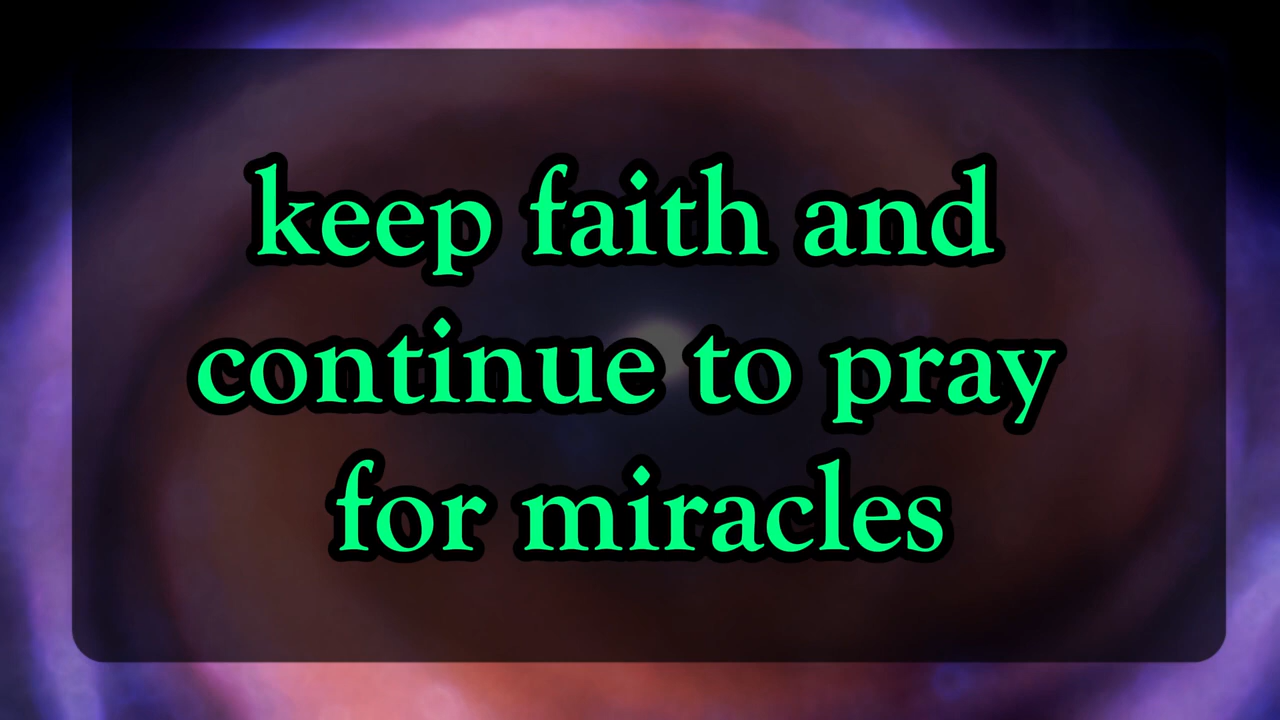 keep faith and
continue to pray
for miracles